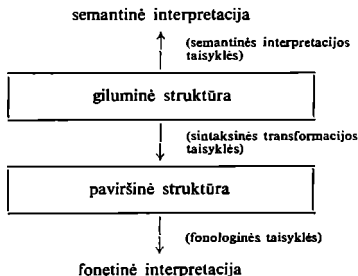 semantinė interpretacija
(semantinės interpretacijos
taisyklės)
giluminė struktūra
(sintaksinės transformacijos
taisyklės)
paviršinė struktūra
(fonologinės taisyklės)
fonetinė interpretacija